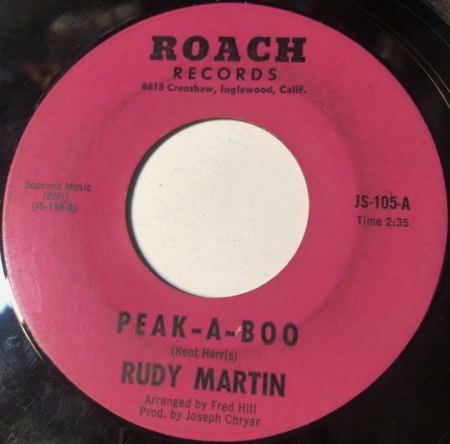 ROACH
RECORDS
8615 Crenshaw, Inglewood, Calif.
Soprano Music
(BMI)
(JS-105-A)
JS-105-A
Time 2:35
PEAK-A-BOO
(Kent Harris)
RUDY MARTIN
Arranged by Fred Hill
Prod. by Joseph Chryar